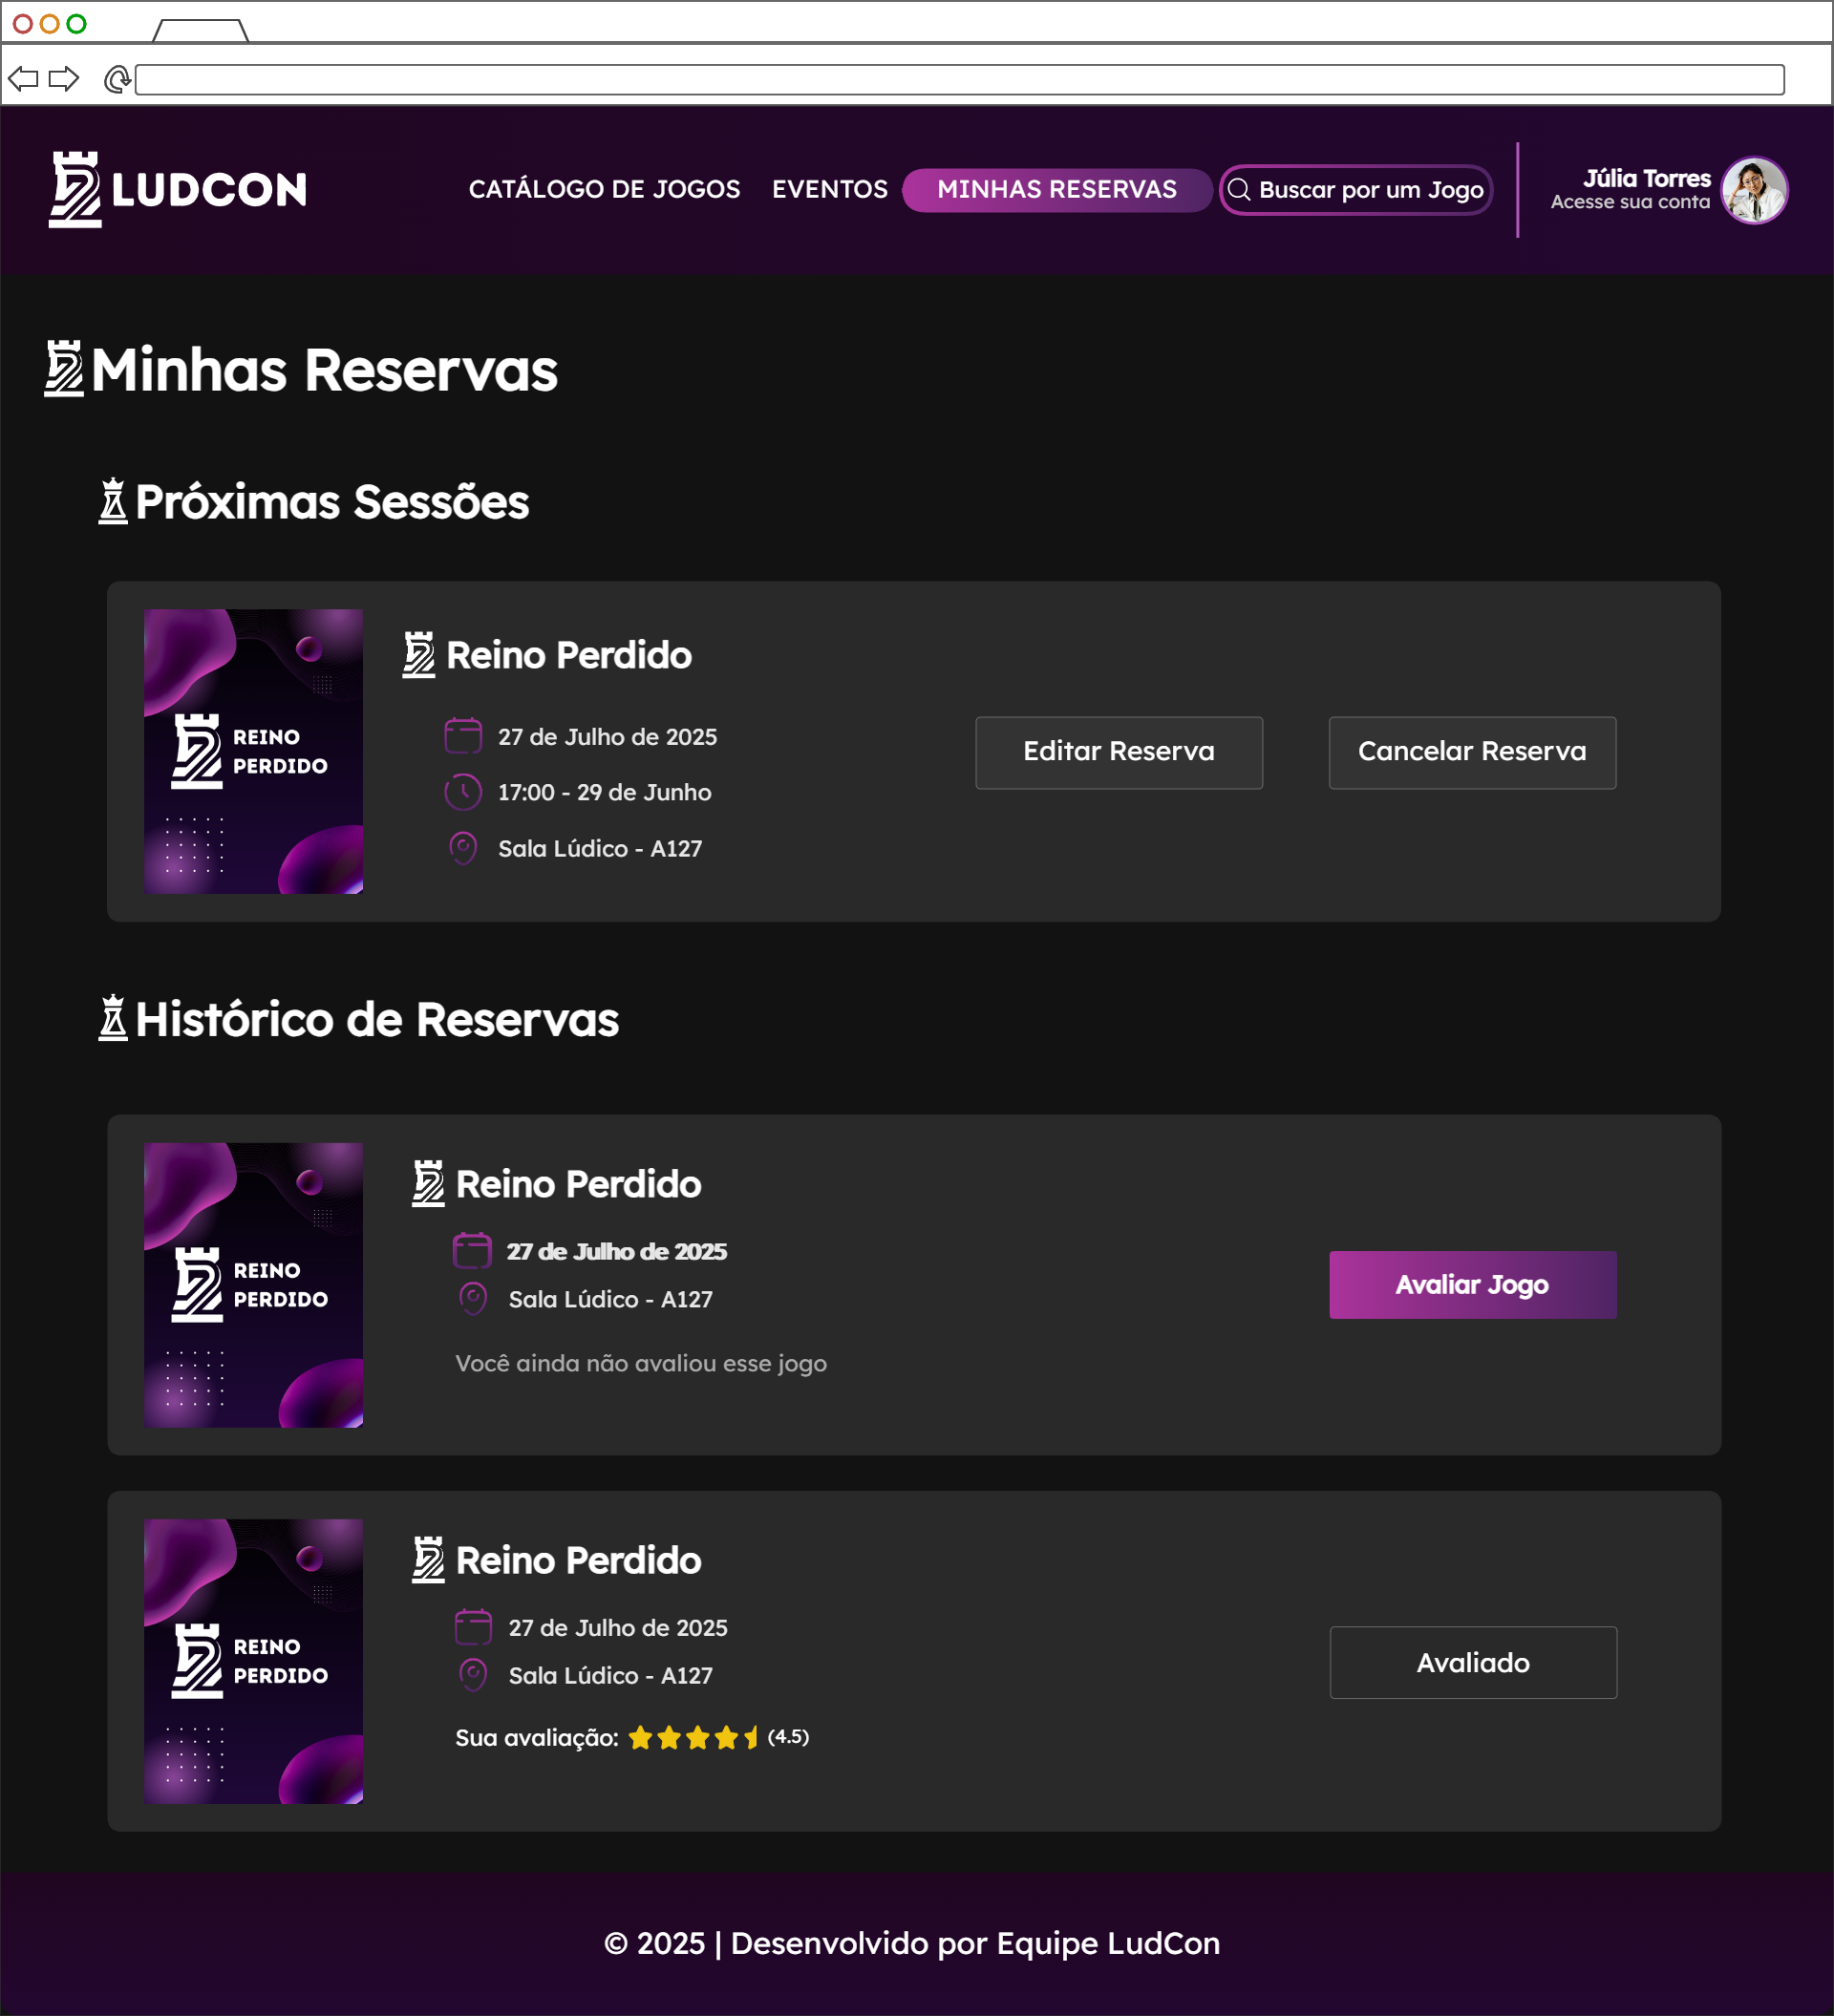 LUDCON
CATÁLOGO DE JOGOS
EVENTOS
MINHAS RESERVAS
Buscar por um Jogo
Júlia Torres
Acesse sua conta
Minhas Reservas
Próximas Sessões
REINO
PERDIDO
Reino Perdido
27 de Julho de 2025
17:00 - 29 de Junho
Sala Lúdico - A127
Editar Reserva
Cancelar Reserva
Histórico de Reservas
REINO
PERDIDO
Reino Perdido
27 de Julho de 2025
Sala Lúdico - A127
Você ainda não avaliou esse jogo
Avaliar Jogo
REINO
PERDIDO
Reino Perdido
27 de Julho de 2025
Sala Lúdico - A127
Sua avaliação: (4.5)
Avaliado
© 2025 | Desenvolvido por Equipe LudCon